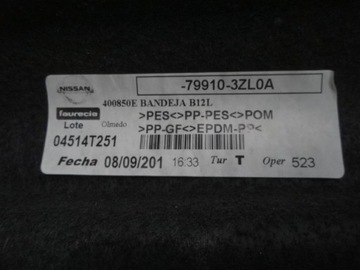 NISSAN
-79910-3ZL0A
400850E BANDEJA B12L
faurecia
Lote Olmedo
>PES<>PP-PES<>POM
>PP-GF<>EPDM-PP<
04514T251
Fecha 08/09/201 16:33 Tur T Oper 523